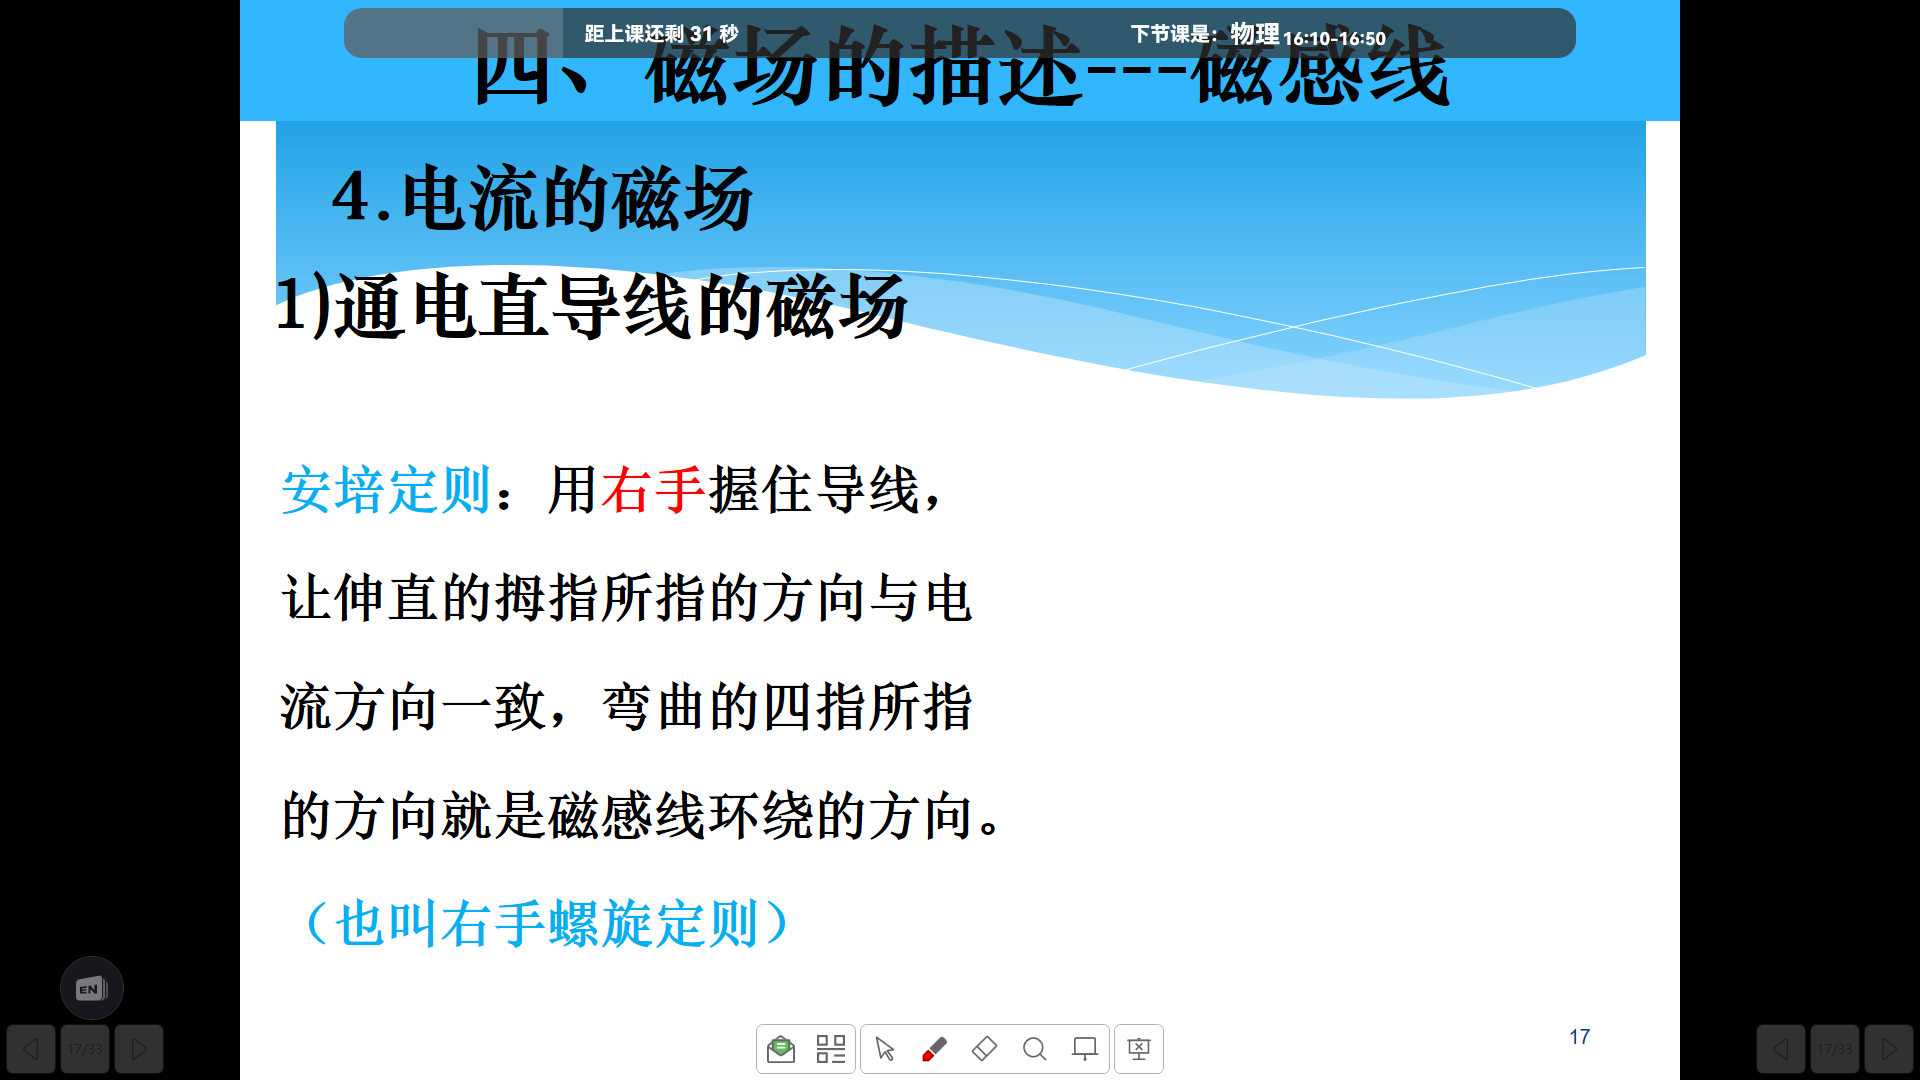 距上课还剩 31 秒
下节课是：物理 16:10-16:50
四、磁场的描述---磁感线
4.电流的磁场
1)通电直导线的磁场
安培定则：用右手握住导线，
让伸直的拇指所指的方向与电
流方向一致，弯曲的四指所指
的方向就是磁感线环绕的方向。
（也叫右手螺旋定则）
EN
17/33
17
17/33